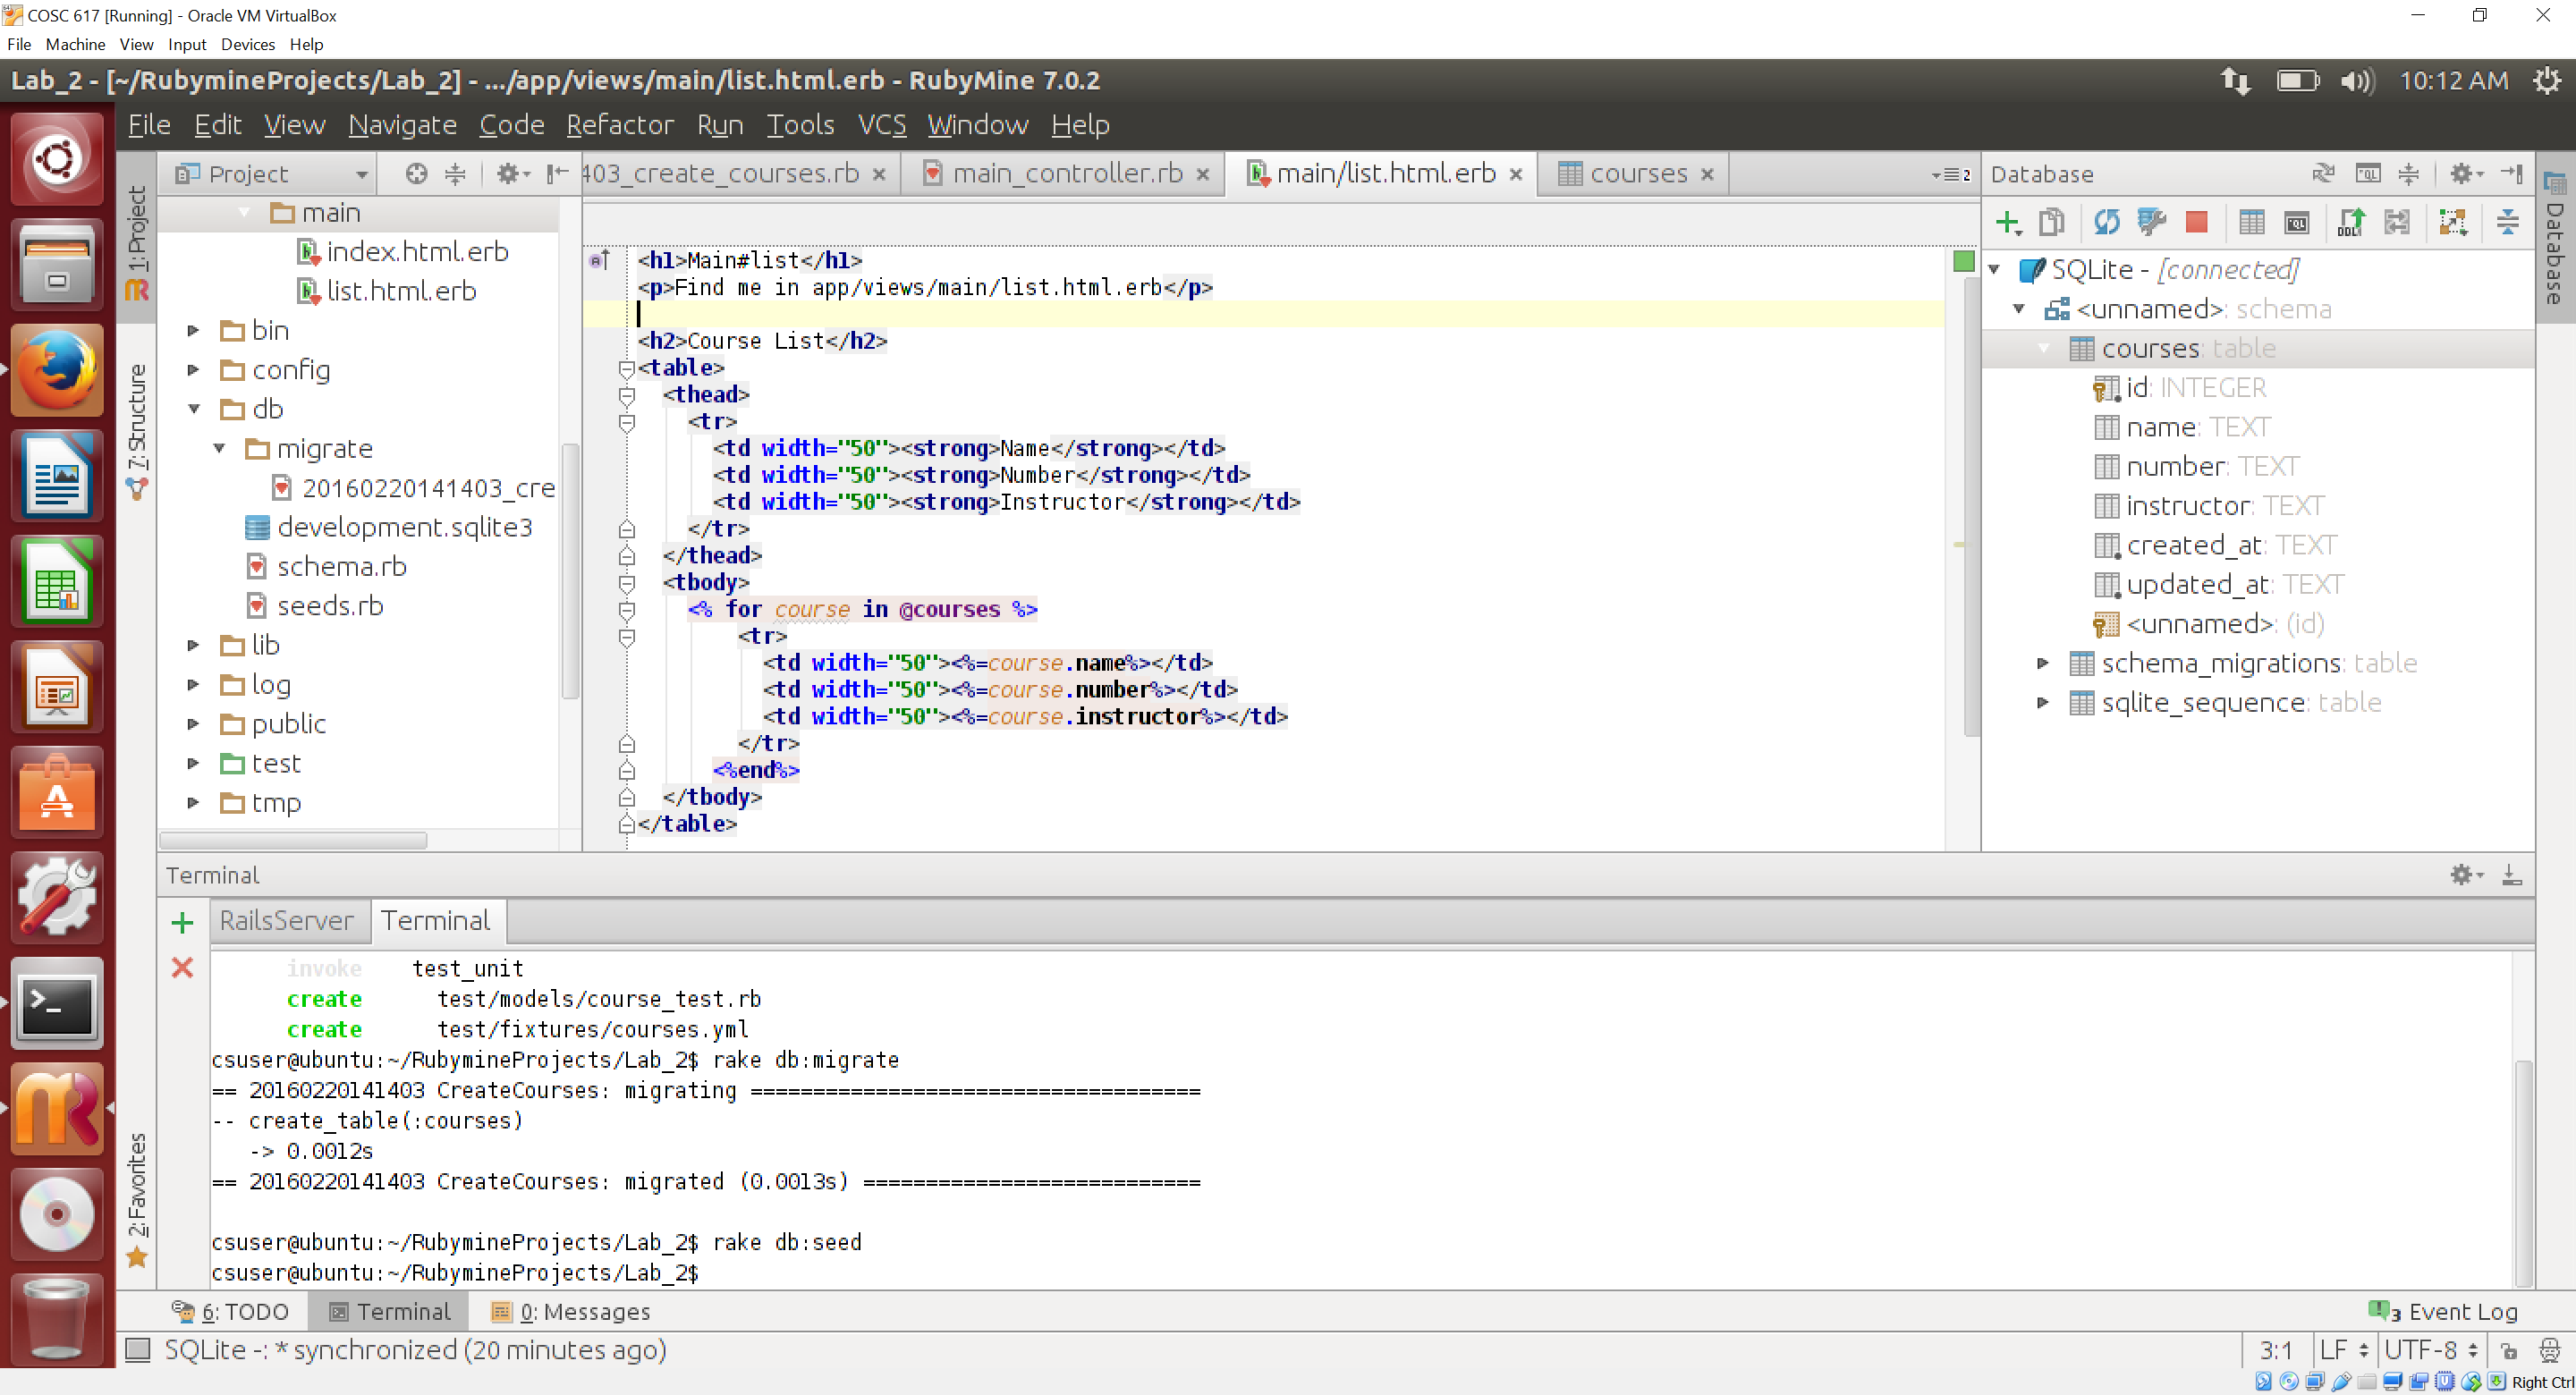 COSC 617 [Running] - Oracle VM VirtualBox
File Machine View Input Devices Help
Lab_2 - [~/RubymineProjects/Lab_2] - .../app/views/main/list.html.erb - RubyMine 7.0.2
10:12 AM
File Edit View Navigate Code Refactor Run Tools VCS Window Help
1: Project
7: Structure
2: Favorites
Project
main
index.html.erb
list.html.erb
bin
config
db
migrate
20160220141403_cre
development.sqlite3
schema.rb
seeds.rb
lib
log
public
test
tmp
403_create_courses.rb
main_controller.rb
main/list.html.erb
courses
2
<h1>Main#list</h1>
<p>Find me in app/views/main/list.html.erb</p>
<h2>Course List</h2>
<table>
<thead>
<tr>
<td width="50"><strong>Name</strong></td>
<td width="50"><strong>Number</strong></td>
<td width="50"><strong>Instructor</strong></td>
</tr>
</thead>
<tbody>
<% for course in @courses %>
<tr>
<td width="50"><%=course.name%></td>
<td width="50"><%=course.number%></td>
<td width="50"><%=course.instructor%></td>
</tr>
<%end%>
</tbody>
</table>
Database
Database
SQLite - [connected]
<unnamed>: schema
courses: table
id: INTEGER
name: TEXT
number: TEXT
instructor: TEXT
created_at: TEXT
updated_at: TEXT
<unnamed>: (id)
schema_migrations: table
sqlite_sequence: table
Terminal
RailsServer
Terminal
invoke test_unit
create test/models/course_test.rb
create test/fixtures/courses.yml
csuser@ubuntu:~/RubymineProjects/Lab_2$ rake db:migrate
== 20160220141403 CreateCourses: migrating ====================================
-- create_table(:courses)
-> 0.0012s
== 20160220141403 CreateCourses: migrated (0.0013s) ===========================
csuser@ubuntu:~/RubymineProjects/Lab_2$ rake db:seed
csuser@ubuntu:~/RubymineProjects/Lab_2$
6: TODO
Terminal
0: Messages
3 Event Log
SQLite -: * synchronized (20 minutes ago)
3:1
LF
UTF-8
Right Ctrl